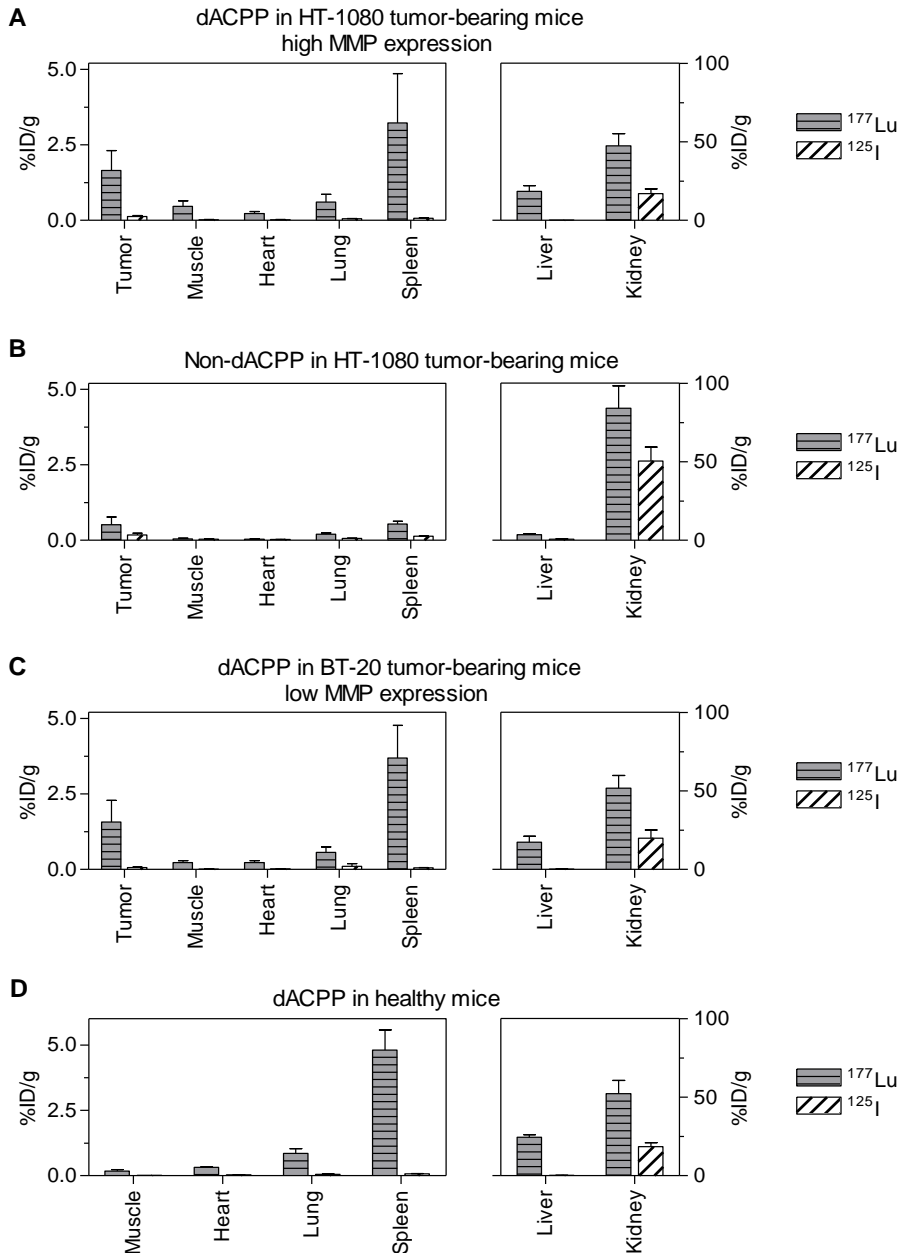 A
dACPP in HT-1080 tumor-bearing mice
high MMP expression
%ID/g
5.0
2.5
0.0
Tumor
Muscle
Heart
Lung
Spleen
100
50
0
%ID/g
Liver
Kidney
177Lu
125I
B
Non-dACPP in HT-1080 tumor-bearing mice
%ID/g
5.0
2.5
0.0
Tumor
Muscle
Heart
Lung
Spleen
100
50
0
%ID/g
Liver
Kidney
177Lu
125I
C
dACPP in BT-20 tumor-bearing mice
low MMP expression
%ID/g
5.0
2.5
0.0
Tumor
Muscle
Heart
Lung
Spleen
100
50
0
%ID/g
Liver
Kidney
177Lu
125I
D
dACPP in healthy mice
%ID/g
5.0
2.5
0.0
Muscle
Heart
Lung
Spleen
100
50
0
%ID/g
Liver
Kidney
177Lu
125I